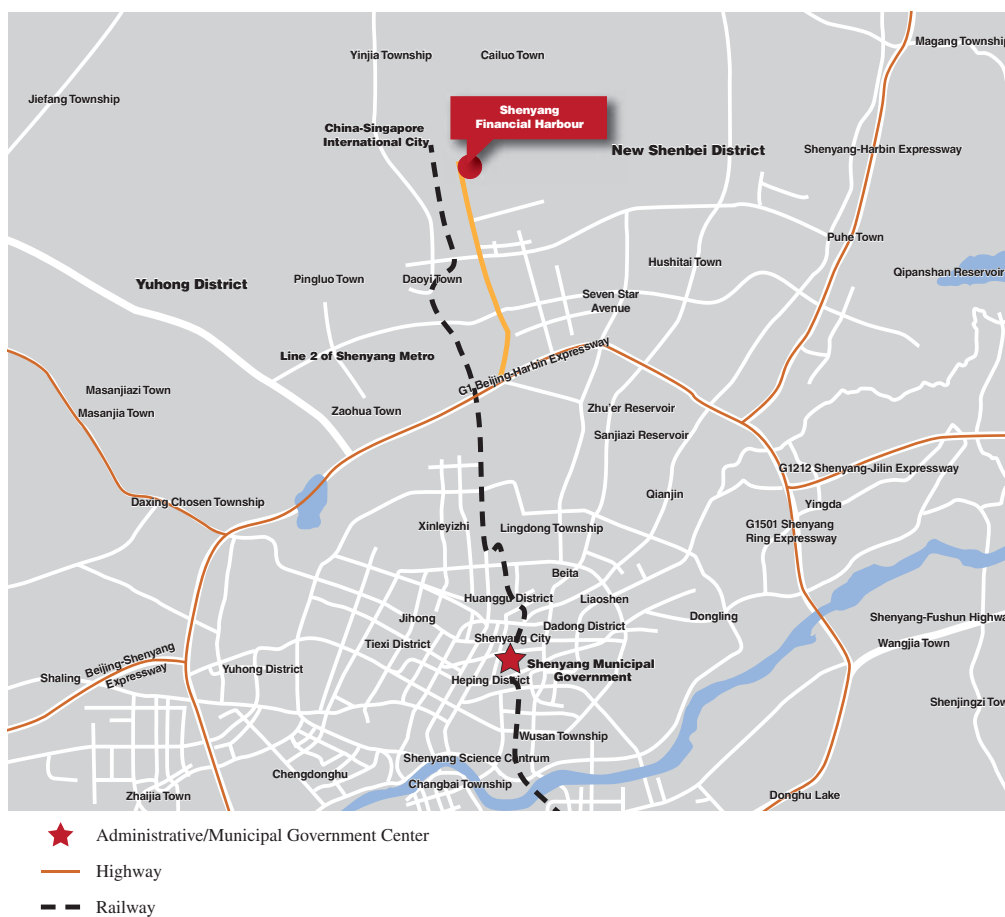 Yinjia Township
Cailuo Town
Magang Township
Jiefang Township
Shenyang
Financial Harbour
China-Singapore
International City
New Shenbei District
Shenyang-Harbin Expressway
Puhe Town
Hushitai Town
Qipanshan Reservoir
Yuhong District
Pingluo Town
Daoyi Town
Seven Star
Avenue
Line 2 of Shenyang Metro
G1 Beijing-Harbin Expressway
Masanjiazi Town
Masanjia Town
Zaohua Town
Zhu'er Reservoir
Sanjiazi Reservoir
G1212 Shenyang-Jilin Expressway
Daxing Chosen Township
Qianjin
Yingda
Xinleyizhi
Lingdong Township
G1501 Shenyang
Ring Expressway
Beita
Huanggu District
Liaoshen
Jihong
Dadong District
Dongling
Shenyang-Fushun Highwa
Tiexi District
Shenyang City
Wangjia Town
Beijing-Shenyang
Expressway
Shaling
Yuhong District
Shenyang Municipal
Government
Heping District
Shenjingzi Tow
Wusan Township
Shenyang Science Centrum
Chengdonghu
Changbai Township
Zhaijia Town
Donghu Lake
Administrative/Municipal Government Center
Highway
Railway